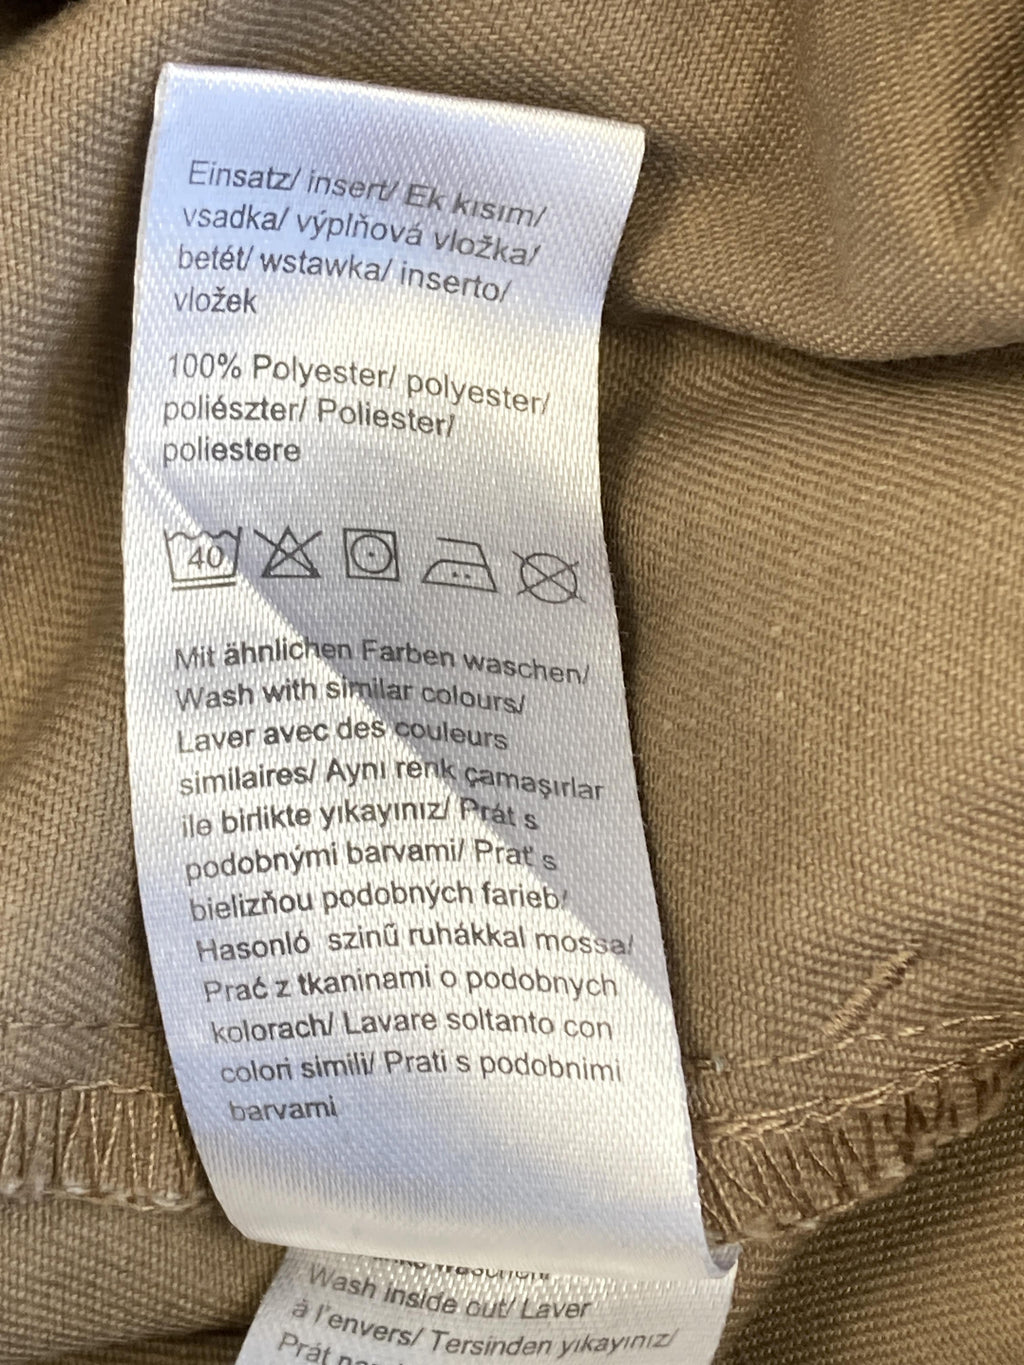 Einsatz/ insert/ Ek kısım/
vsadka/ výplňová vložka/
betét/ wstawka/ inserto/
vložek
100% Polyester/ polyester/
poliészter/ Poliester/
poliestere
40
Mit ähnlichen Farben waschen/
Wash with similar colours/
Laver avec des couleurs
similaires/ Aynı renk çamaşırlar
ile birlikte yıkayınız/ Prát s
podobnými barvami/ Prať s
bielizňou podobných farieb/
Hasonló szinű ruhákkal mossa/
Prać z tkaninami o podobnych
kolorach/ Lavare soltanto con
colori simili/ Prati s podobnimi
barvami
Wash inside out/ Laver
à l'envers/ Tersinden yıkayınız/
Prát